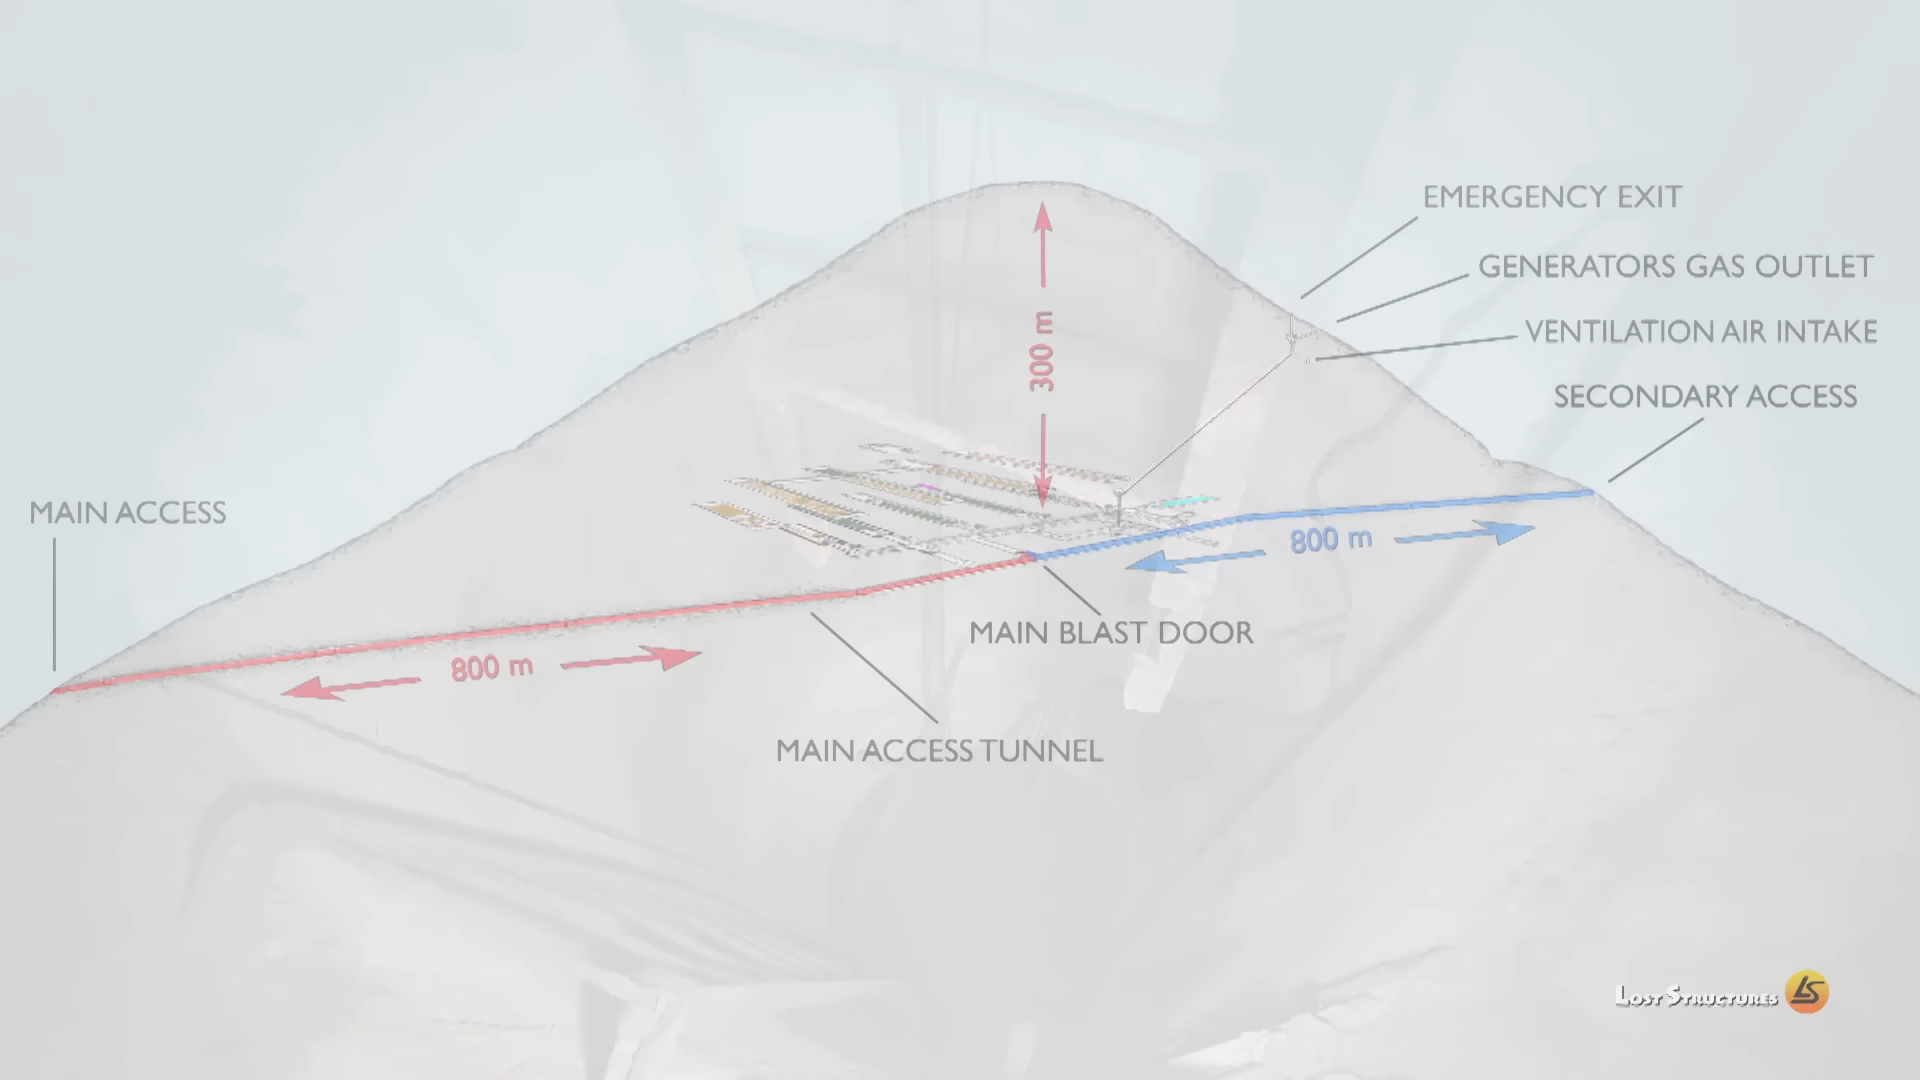 EMERGENCY EXIT
GENERATORS GAS OUTLET
VENTILATION AIR INTAKE
SECONDARY ACCESS
300 m
MAIN ACCESS
800 m
MAIN BLAST DOOR
800 m
MAIN ACCESS TUNNEL
LOST STRUCTURES LS